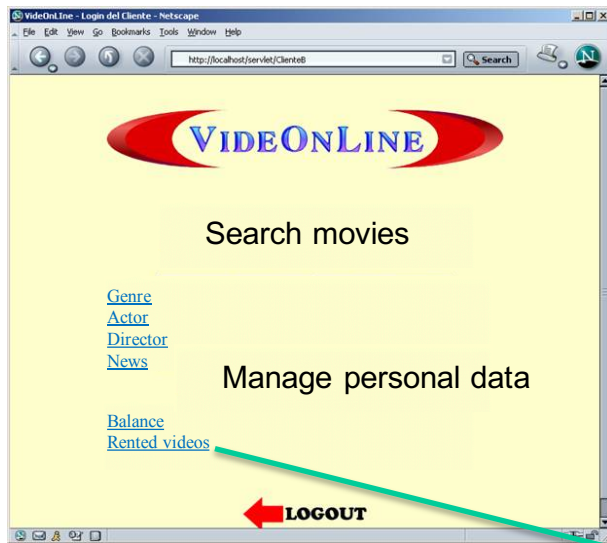 VideOnLIne - Login del Cliente - Netscape
File Edit View Go Bookmarks Tools Window Help
http://localhost/servlet/ClienteB Search N
VIDEONLINE
Search movies
Genre
Actor
Director
News
Manage personal data
Balance
Rented videos
LOGOUT